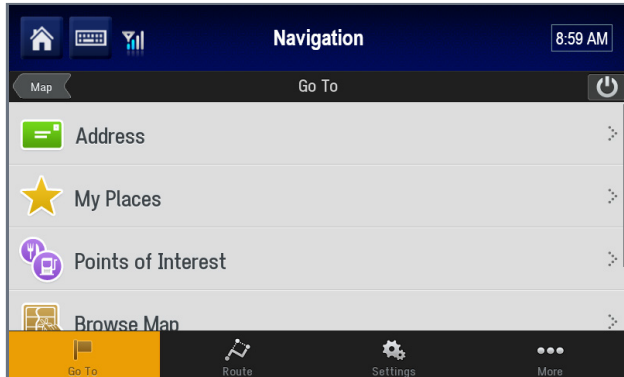 Navigation
8:59 AM
Map
Go To
Address
My Places
Points of Interest
Browse Map
Go To
Route
Settings
More